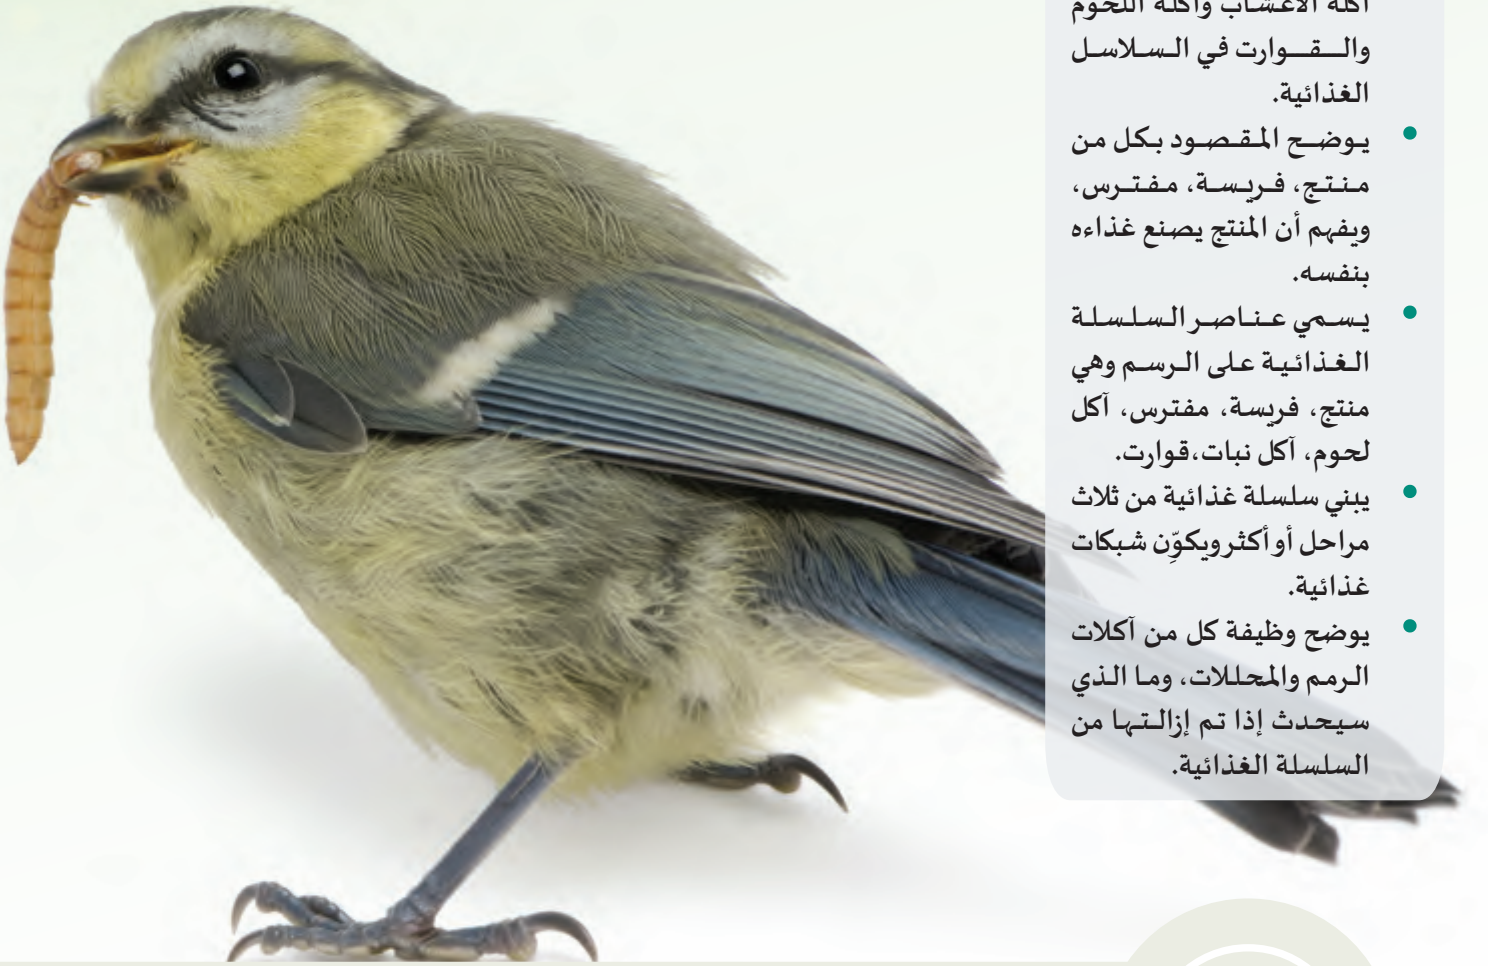 آكلة الأعشاب وآكلة اللحوم
والقوارت في السلاسل
الغذائية.
• يوضح المقصود بكل من
منتج، فريسة، مفترس،
ويفهم أن المنتج يصنع غذاءه
بنفسه.
• يسمي عناصر السلسلة
الغذائية على الرسم وهي
منتج، فريسة، مفترس، آكل
لحوم، آكل نبات،قوارت.
• يبني سلسلة غذائية من ثلاث
مراحل أو أكثر ويكوّن شبكات
غذائية.
• يوضح وظيفة كل من آكلات
الرمم والمحللات، وما الذي
سيحدث إذا تم إزالتها من
السلسلة الغذائية.